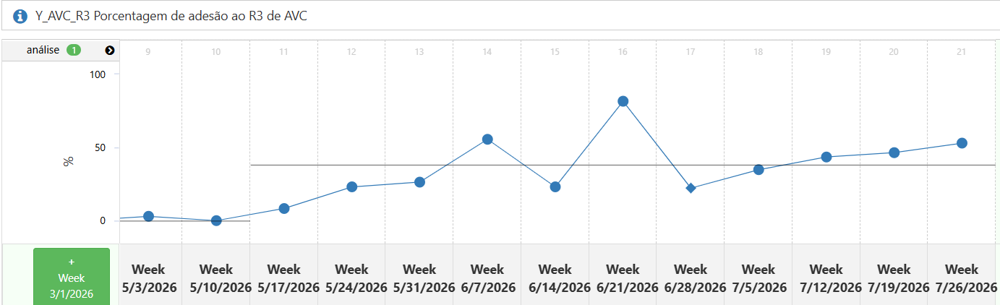 Y_AVC_R3 Porcentagem de adesão ao R3 de AVC
análise 1
9 10 11 12 13 14 15 16 17 18 19 20 21
100
50
0
%
+
Week
3/1/2026
Week Week Week Week Week Week Week Week Week Week Week Week Week
5/3/2026 5/10/2026 5/17/2026 5/24/2026 5/31/2026 6/7/2026 6/14/2026 6/21/2026 6/28/2026 7/5/2026 7/12/2026 7/19/2026 7/26/2026